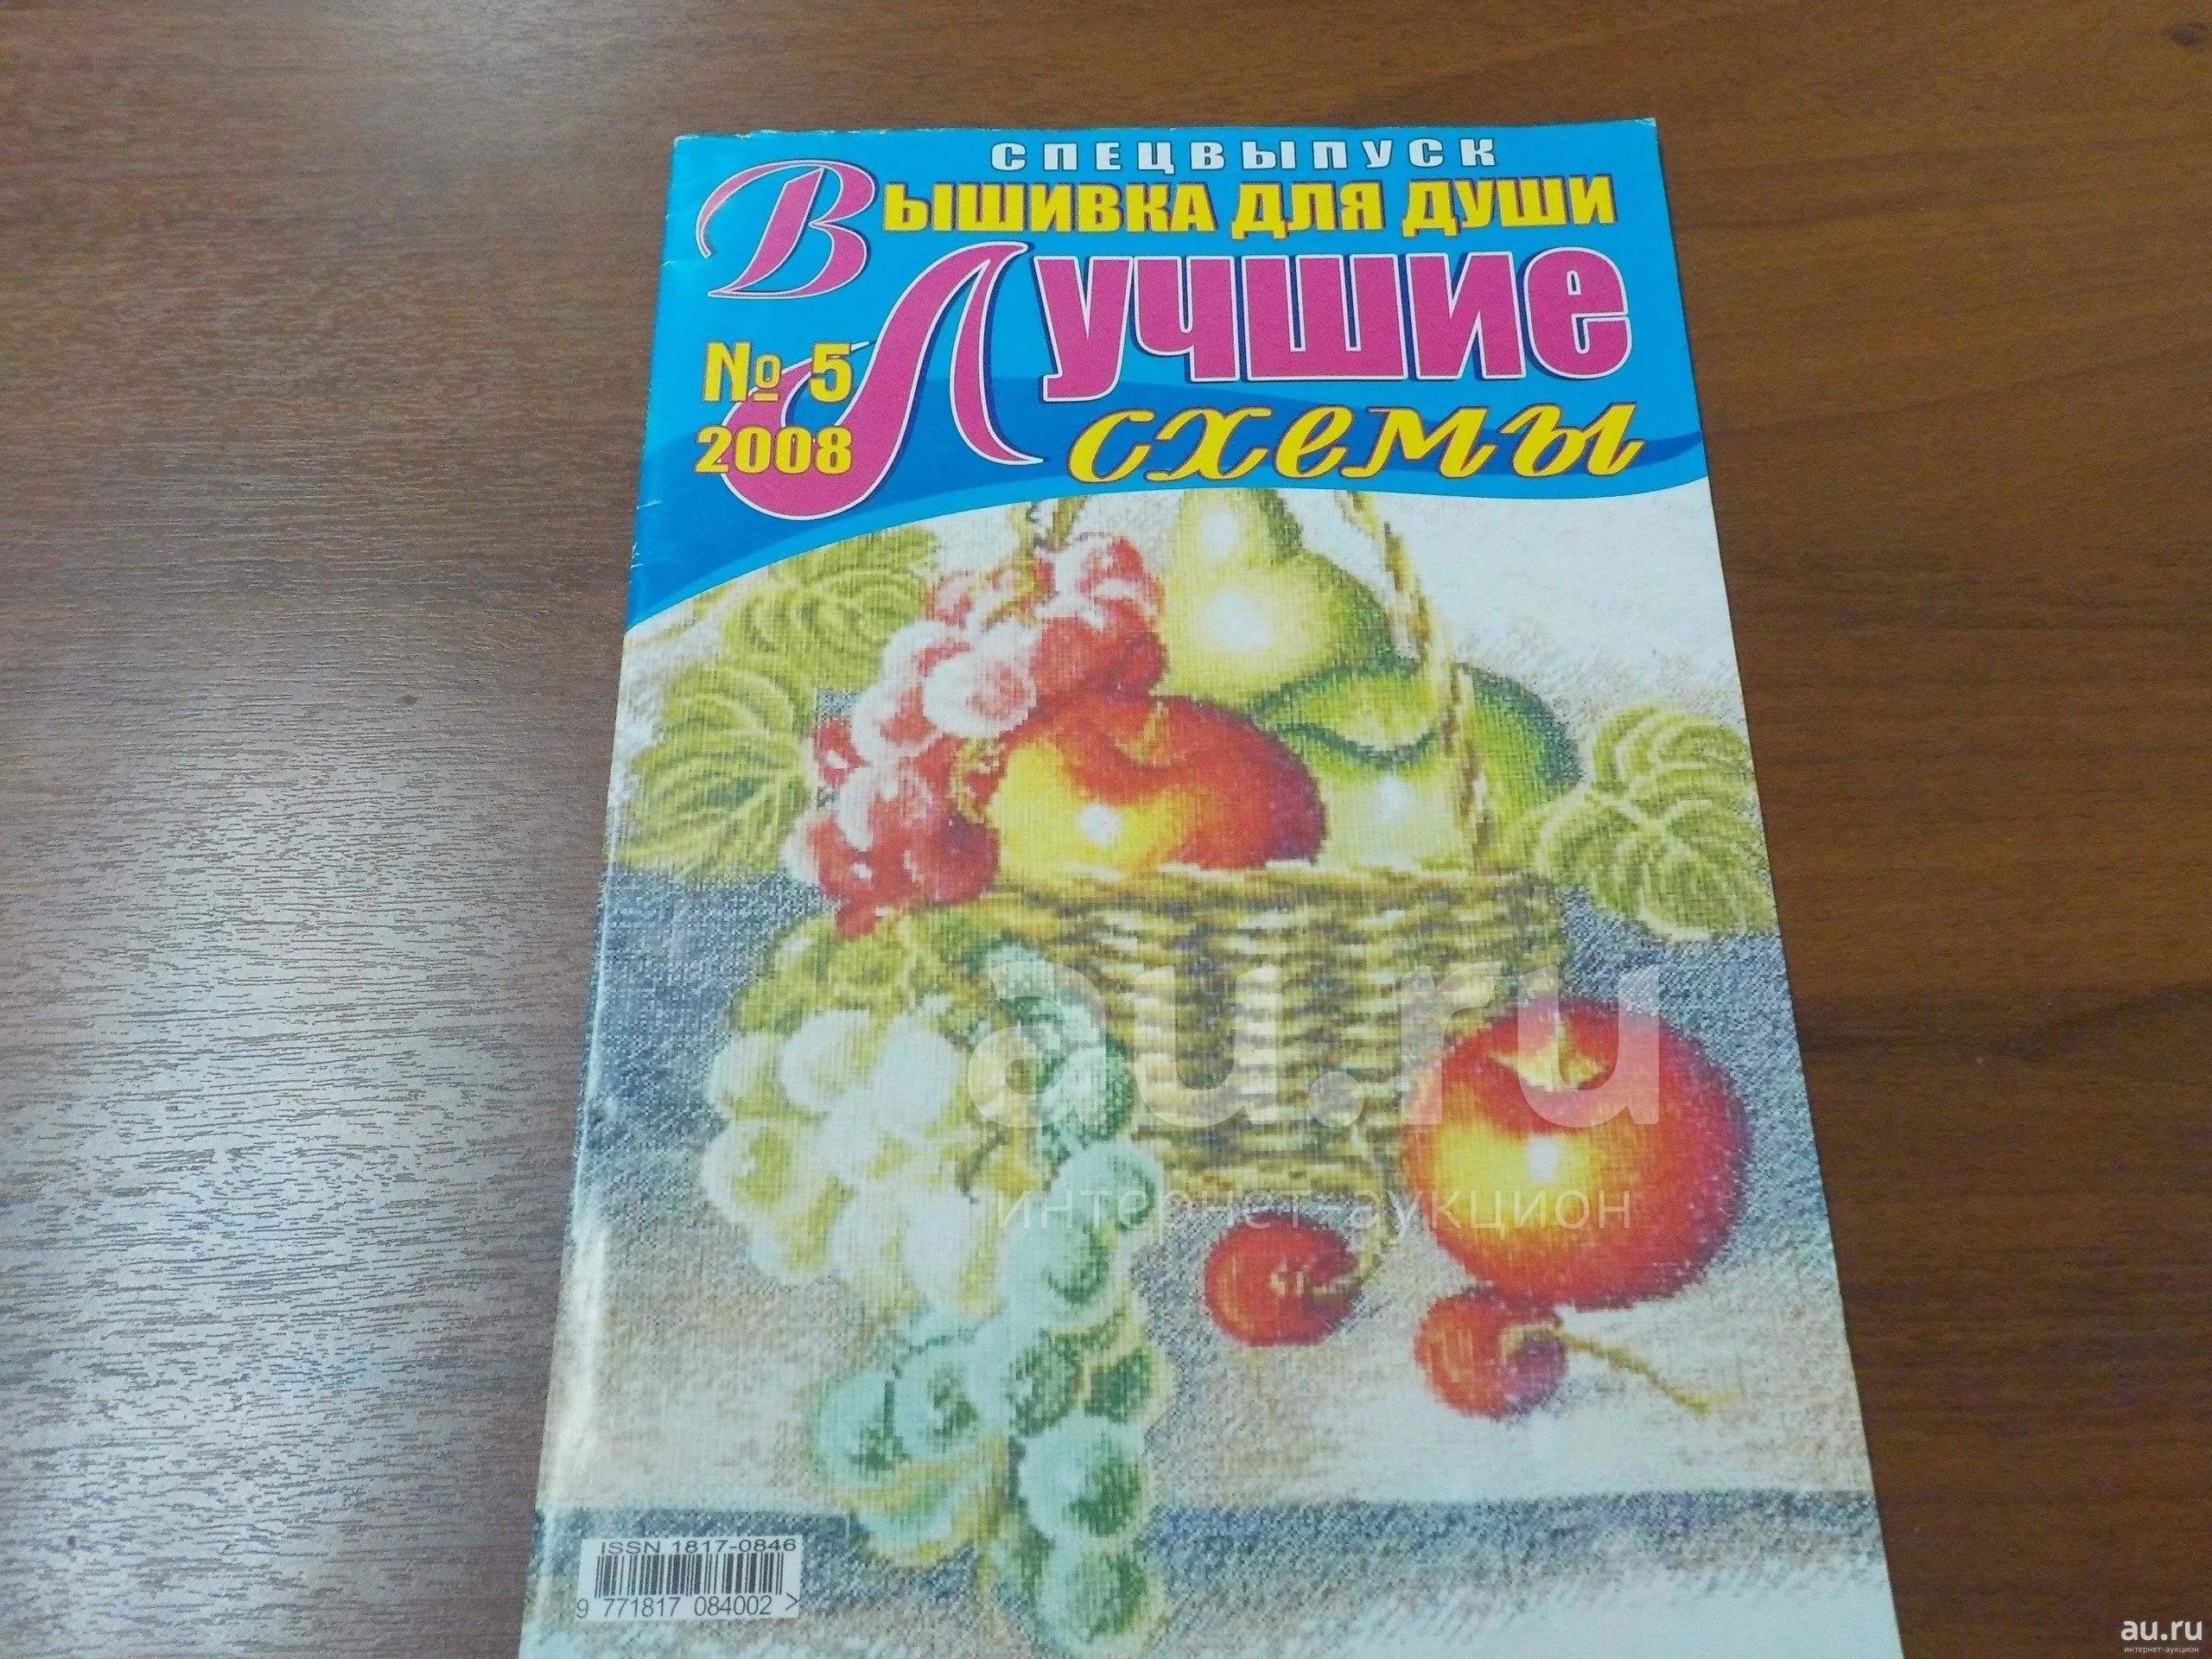 СПЕЦВЫПУСК
ВЫШИВКА ДЛЯ ДУШИ
ЛУЧШИЕ
схемы
№ 5
2008
au.ru
интернет-аукцион
ISSN 1817-0846
9 771817 084002 >
au.ru
интернет-аукцион